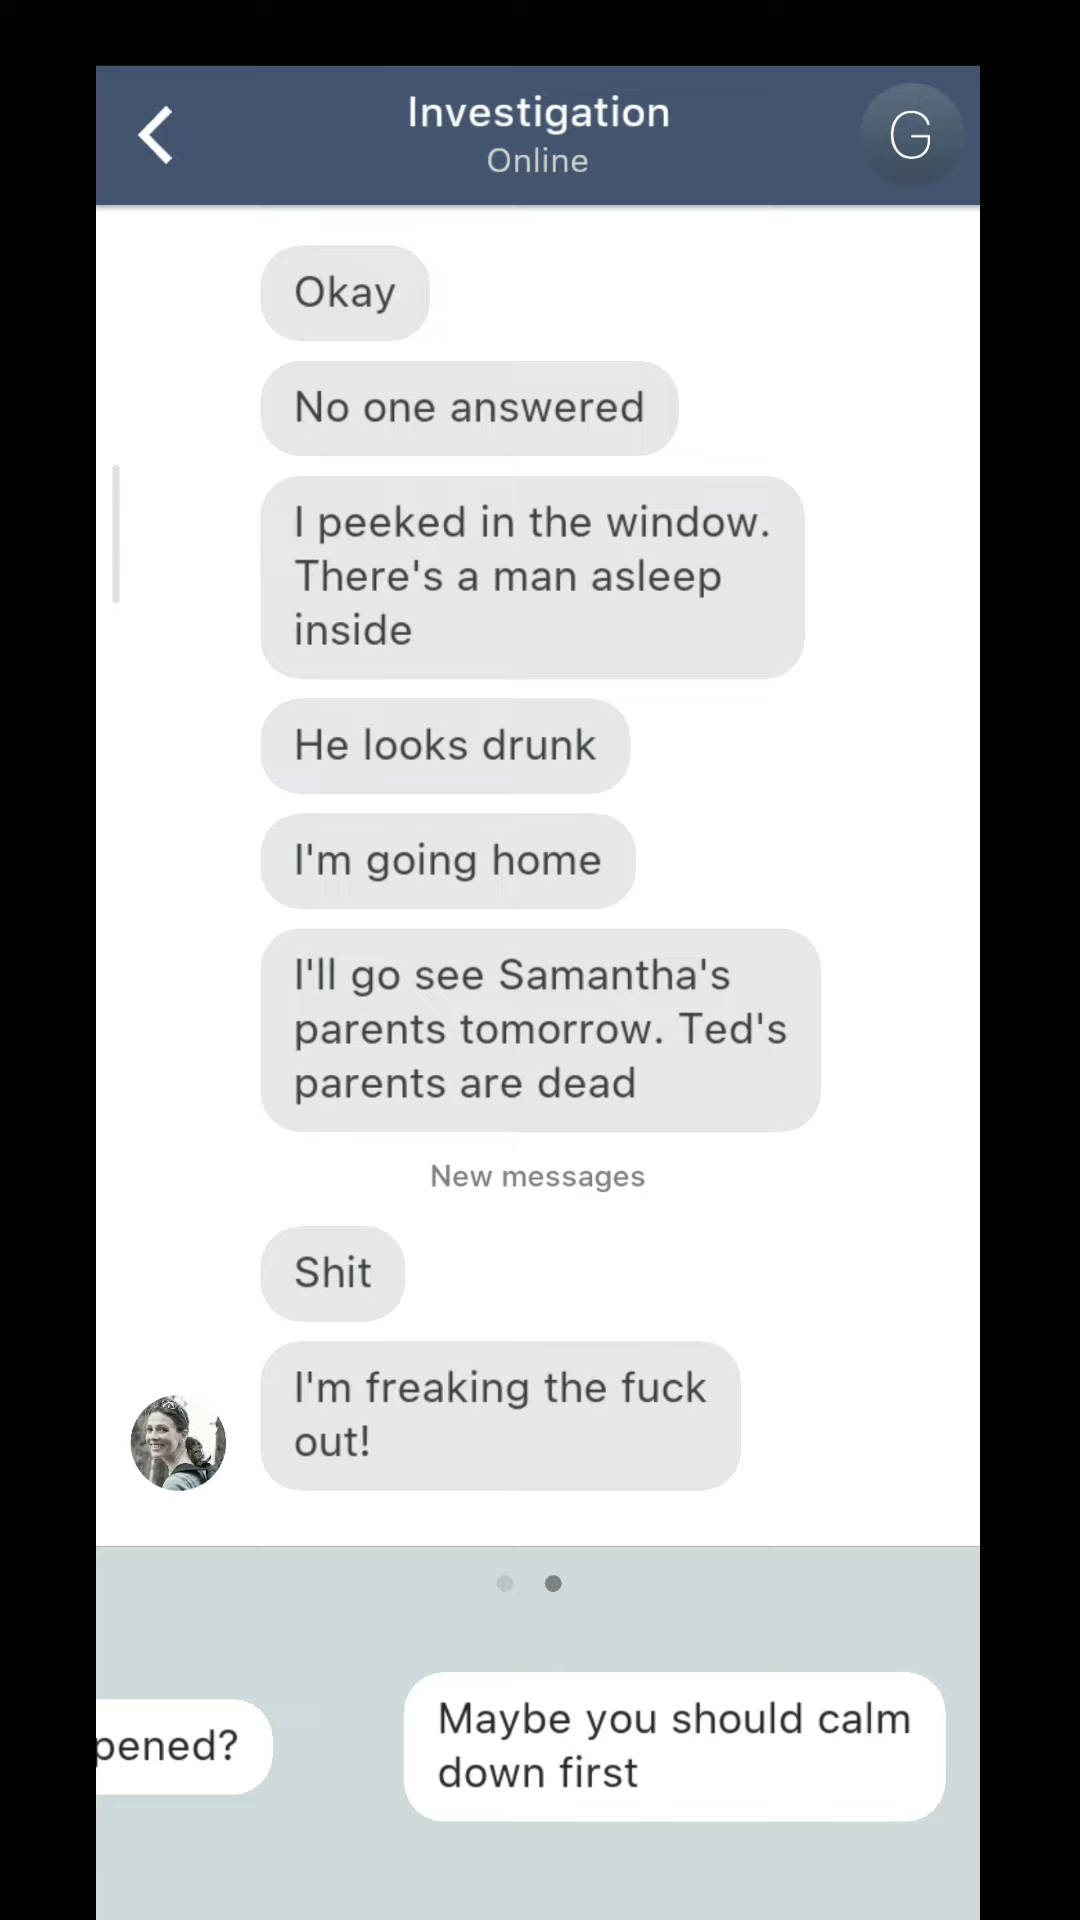 Investigation
Online
G
Okay
No one answered
I peeked in the window.
There's a man asleep
inside
He looks drunk
I'm going home
I'll go see Samantha's
parents tomorrow. Ted's
parents are dead
New messages
Shit
I'm freaking the fuck
out!
pened?
Maybe you should calm
down first